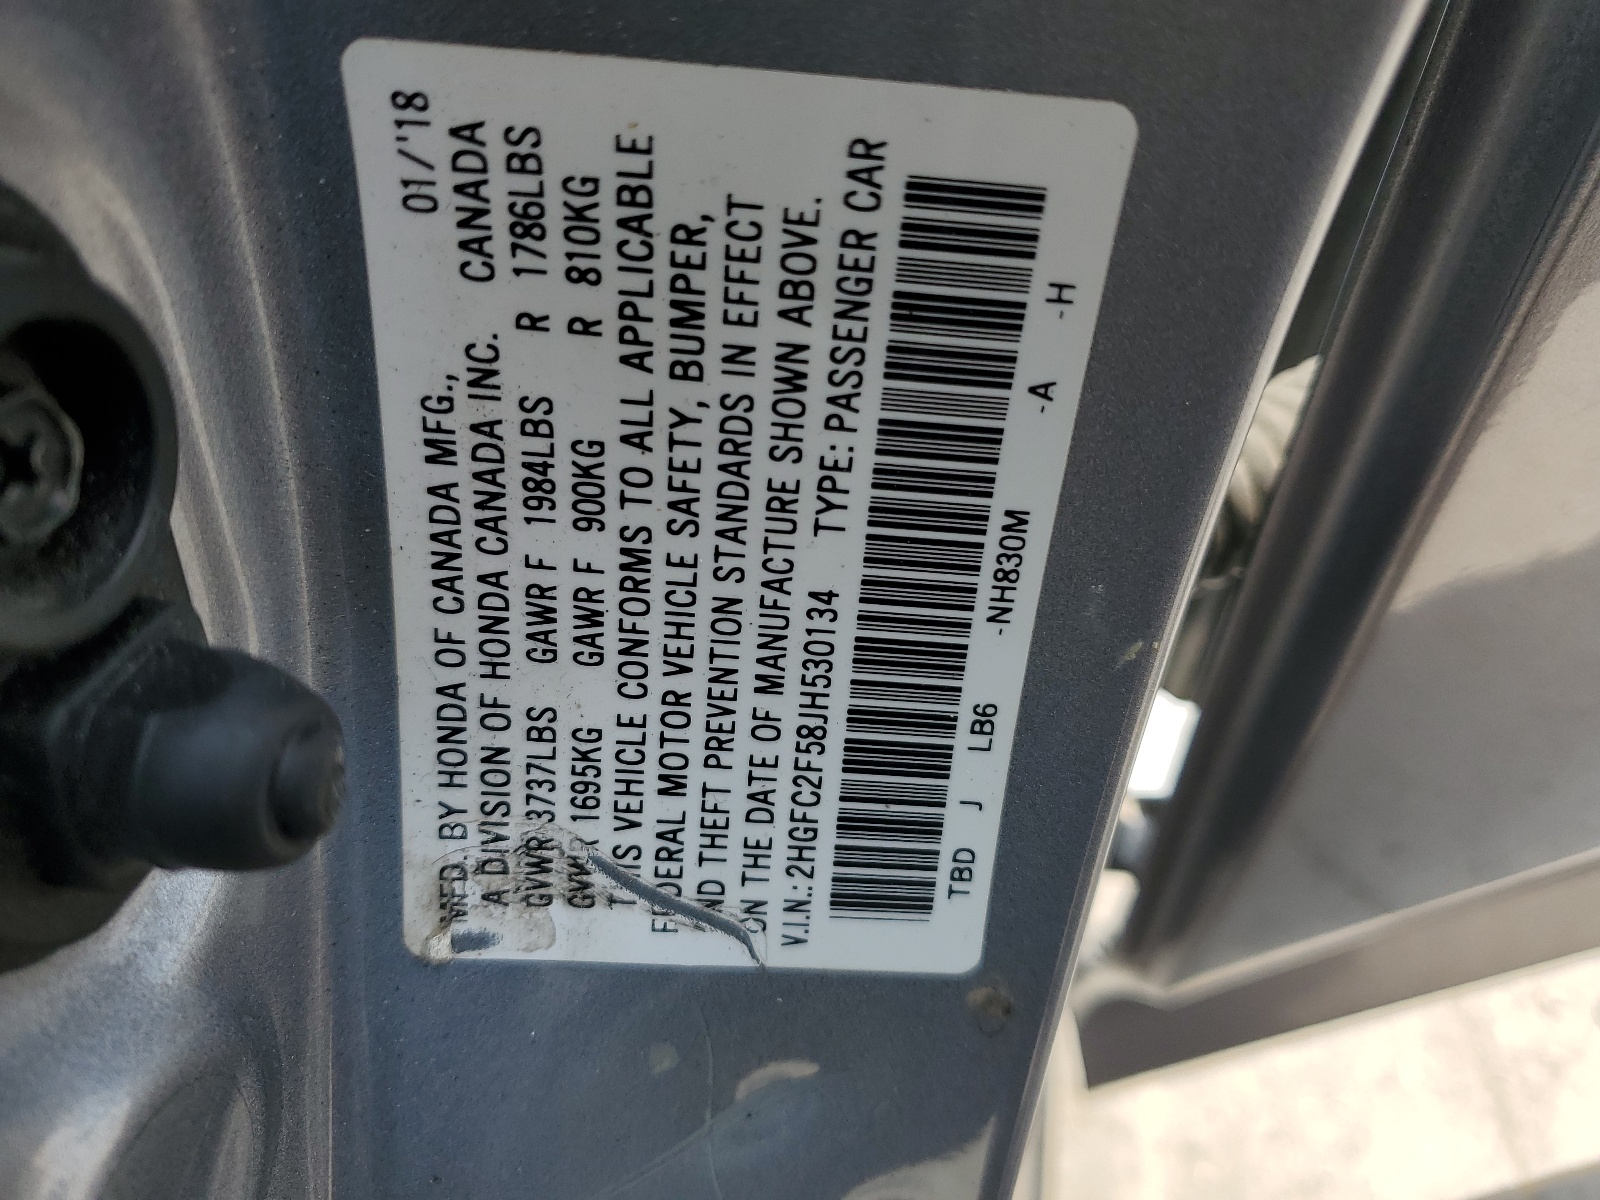 MFD. BY HONDA OF CANADA MFG., 01/'18
A DIVISION OF HONDA CANADA INC. CANADA
GVWR 3737LBS GAWR F 1984LBS R 1786LBS
GVWR 1695KG GAWR F 900KG R 810KG
THIS VEHICLE CONFORMS TO ALL APPLICABLE
FEDERAL MOTOR VEHICLE SAFETY, BUMPER,
AND THEFT PREVENTION STANDARDS IN EFFECT
ON THE DATE OF MANUFACTURE SHOWN ABOVE.
V.I.N.: 2HGFC2F58JH530134 TYPE: PASSENGER CAR
TBD J LB6 -NH830M -A -H